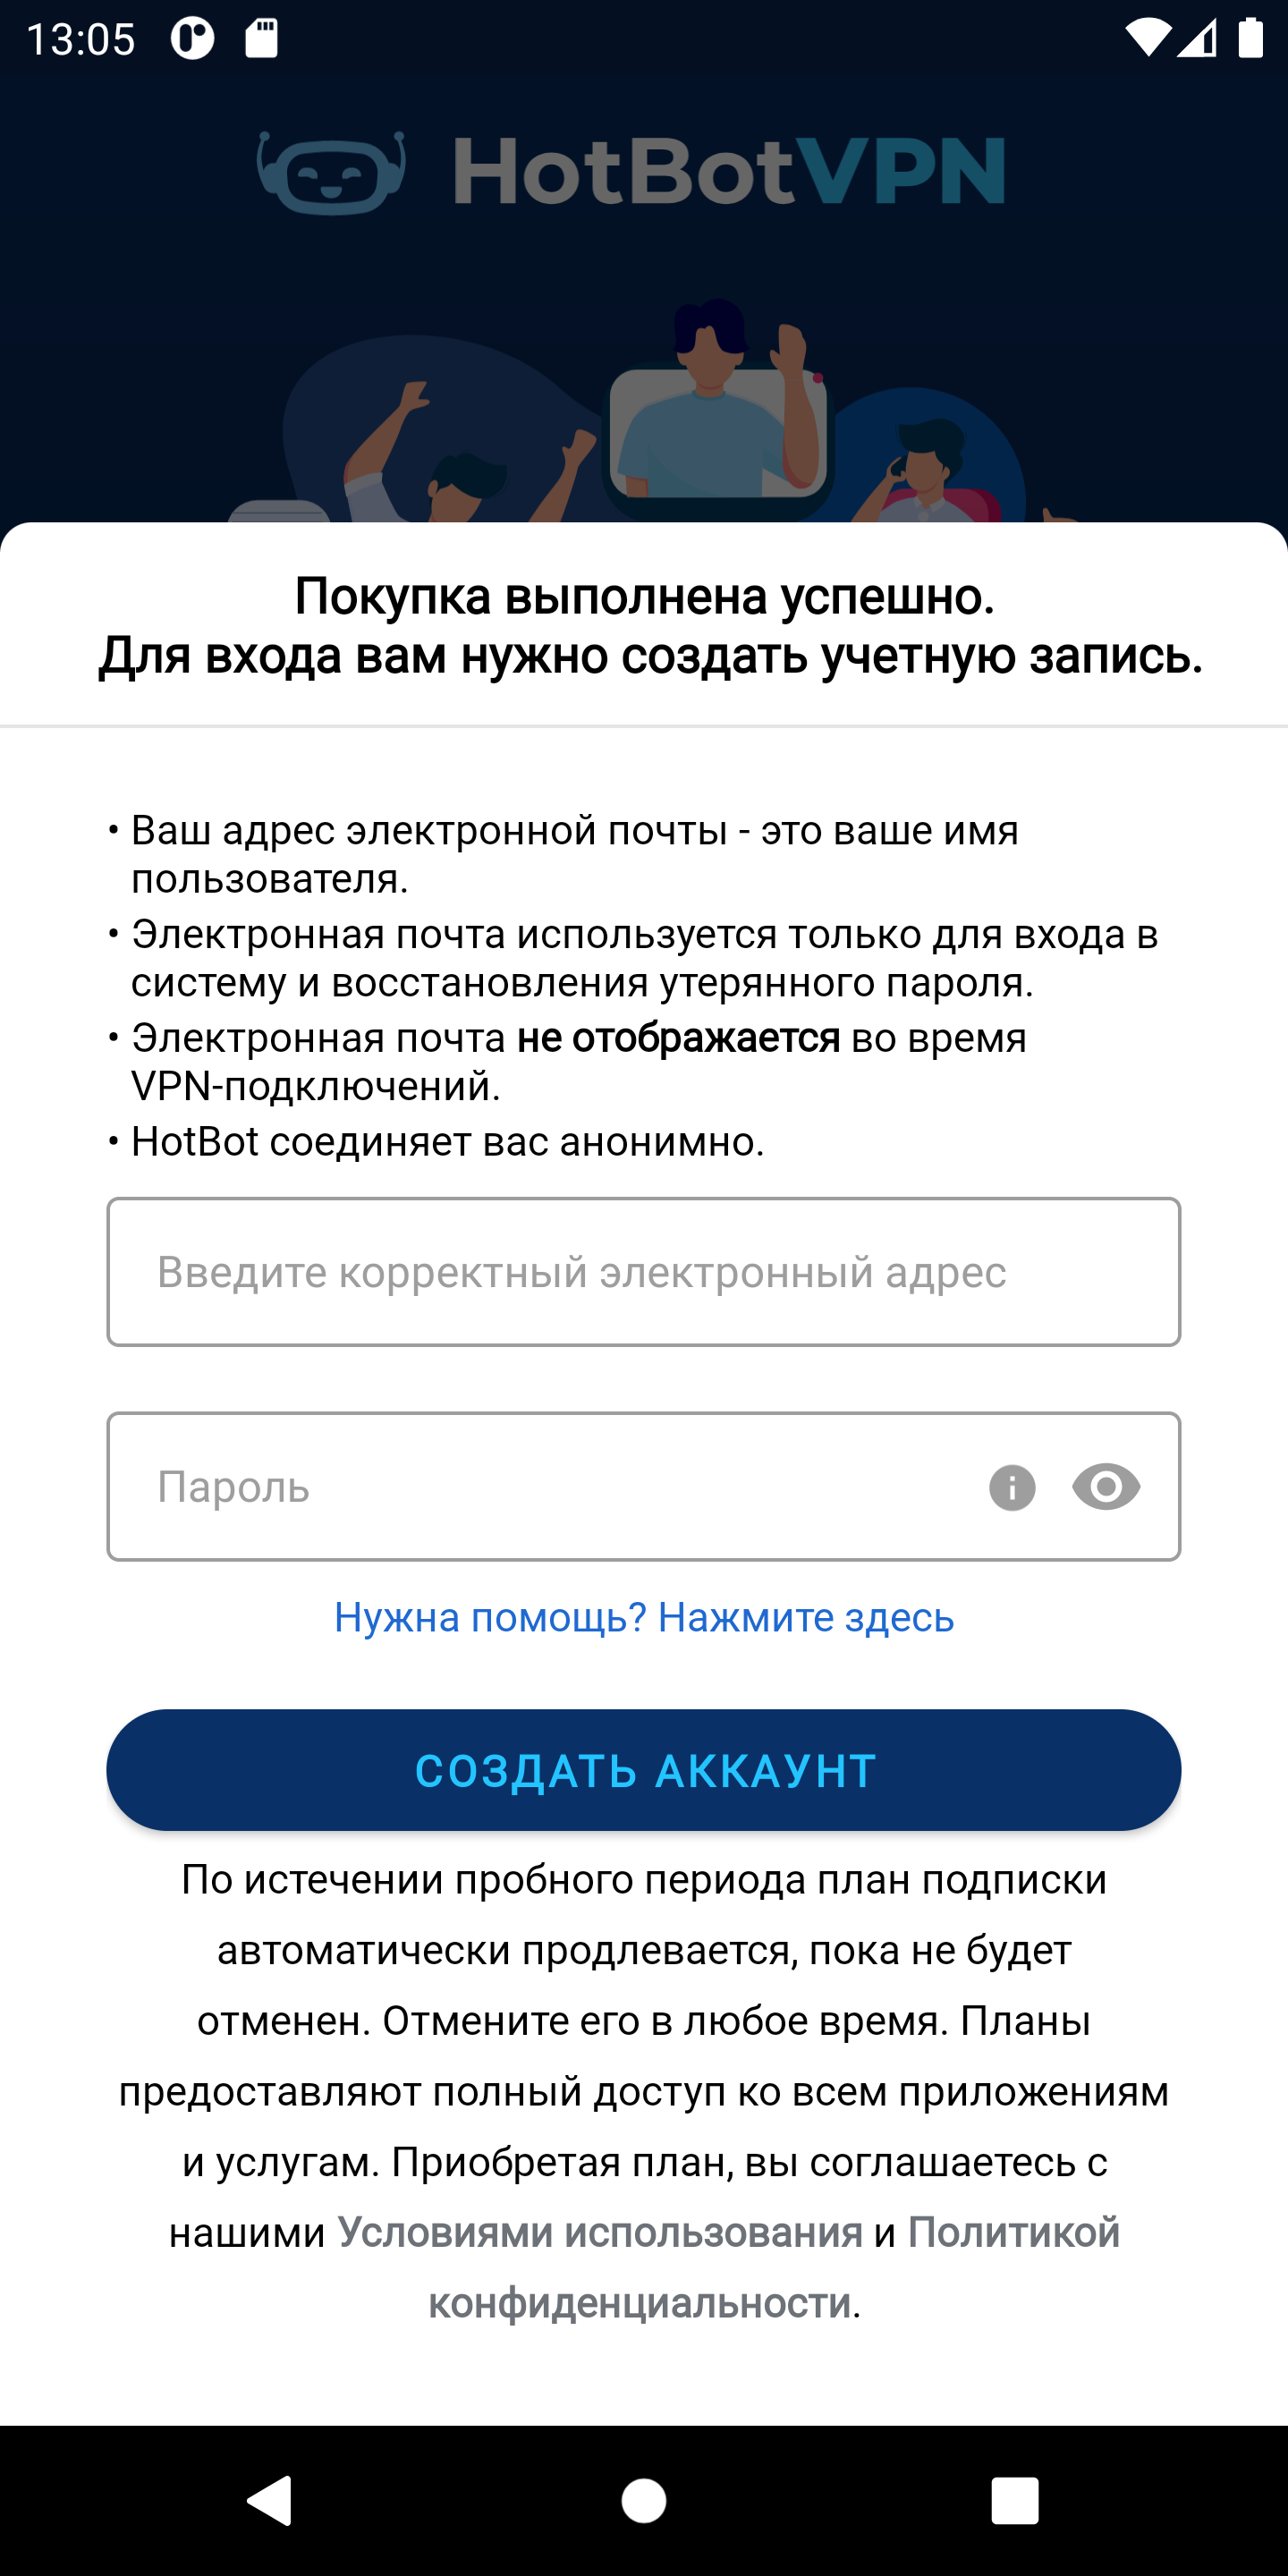 13:05
HotBotVPN
Покупка выполнена успешно.
Для входа вам нужно создать учетную запись.
• Ваш адрес электронной почты - это ваше имя
пользователя.
• Электронная почта используется только для входа в
систему и восстановления утерянного пароля.
• Электронная почта не отображается во время
VPN-подключений.
• HotBot соединяет вас анонимно.
Введите корректный электронный адрес
Пароль
Нужна помощь? Нажмите здесь
СОЗДАТЬ АККАУНТ
По истечении пробного периода план подписки
автоматически продлевается, пока не будет
отменен. Отмените его в любое время. Планы
предоставляют полный доступ ко всем приложениям
и услугам. Приобретая план, вы соглашаетесь с
нашими Условиями использования и Политикой
конфиденциальности.